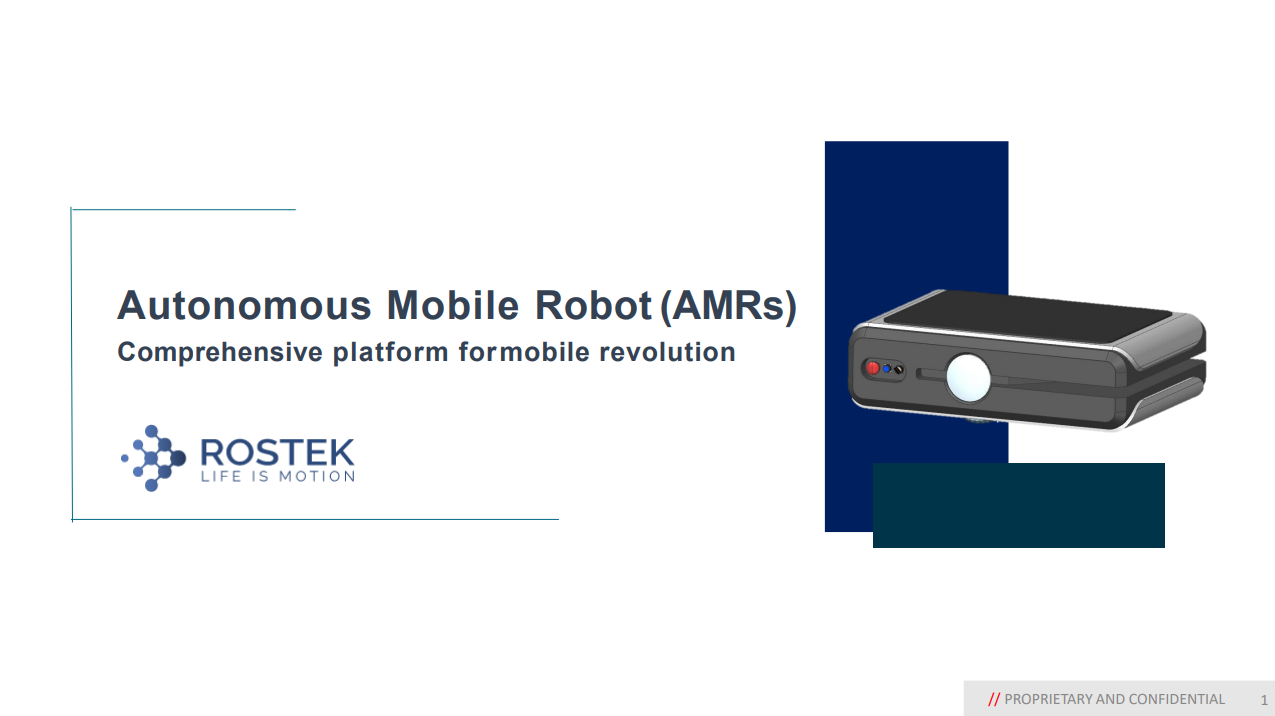 Autonomous Mobile Robot (AMRs)
Comprehensive platform formobile revolution
ROSTEK
LIFE IS MOTION
// PROPRIETARY AND CONFIDENTIAL 1